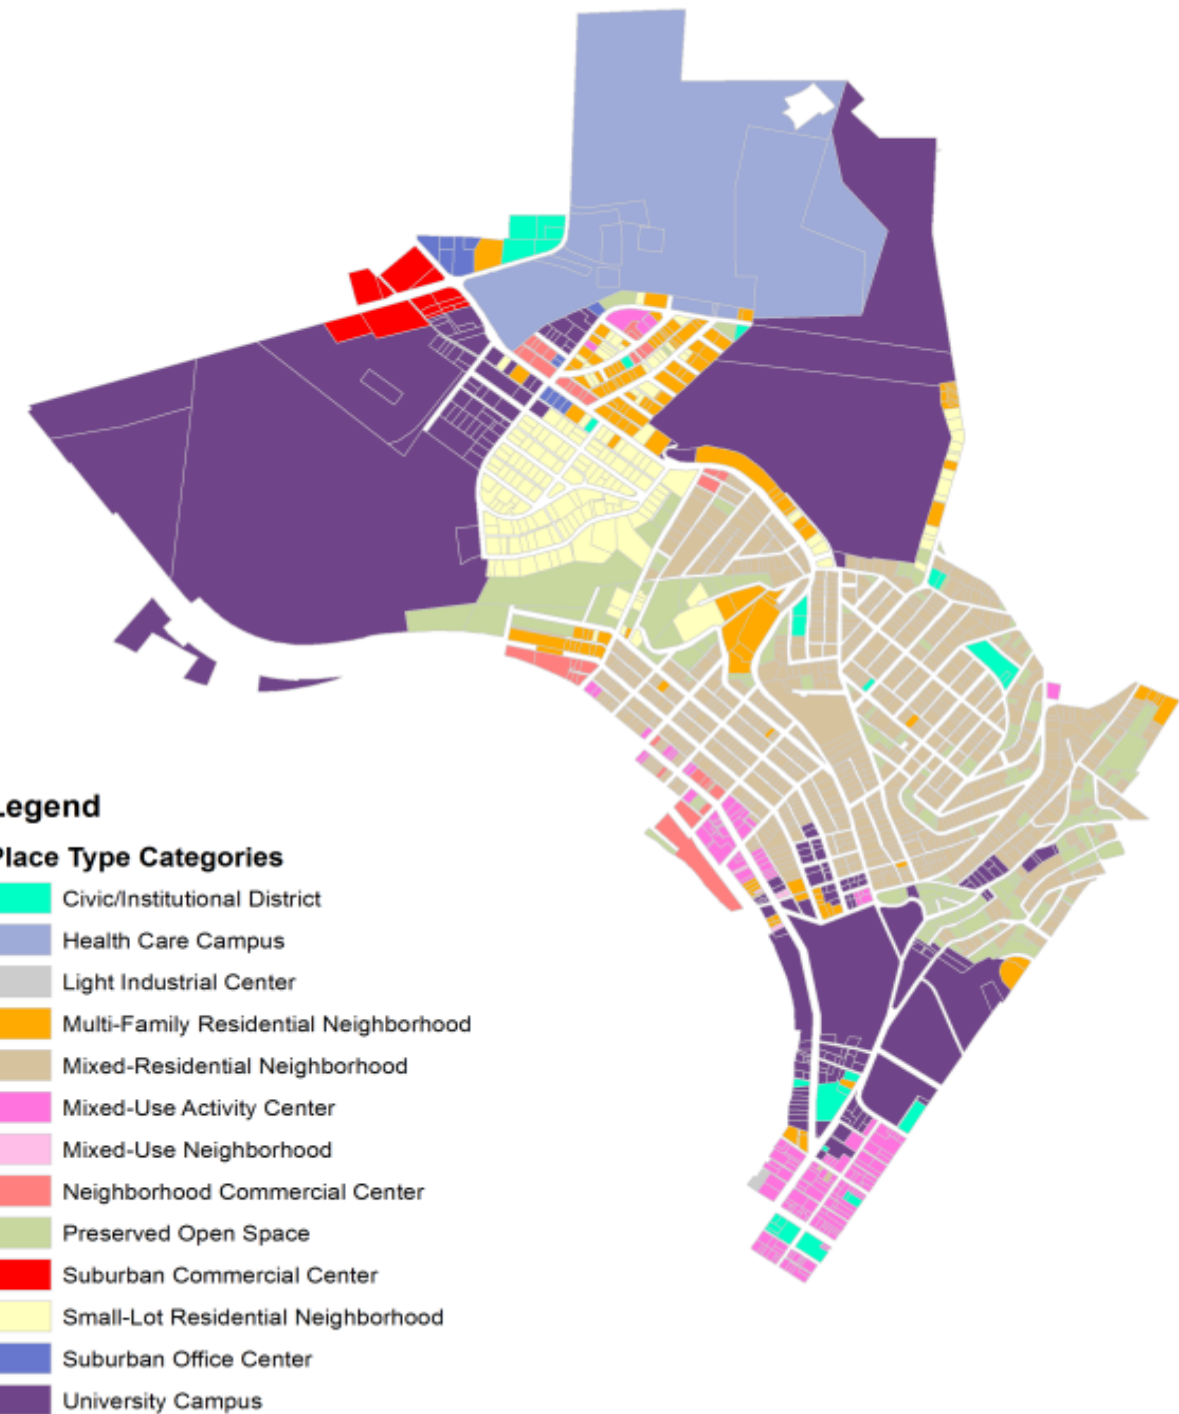 Legend
Place Type Categories
Civic/Institutional District
Health Care Campus
Light Industrial Center
Multi-Family Residential Neighborhood
Mixed-Residential Neighborhood
Mixed-Use Activity Center
Mixed-Use Neighborhood
Neighborhood Commercial Center
Preserved Open Space
Suburban Commercial Center
Small-Lot Residential Neighborhood
Suburban Office Center
University Campus